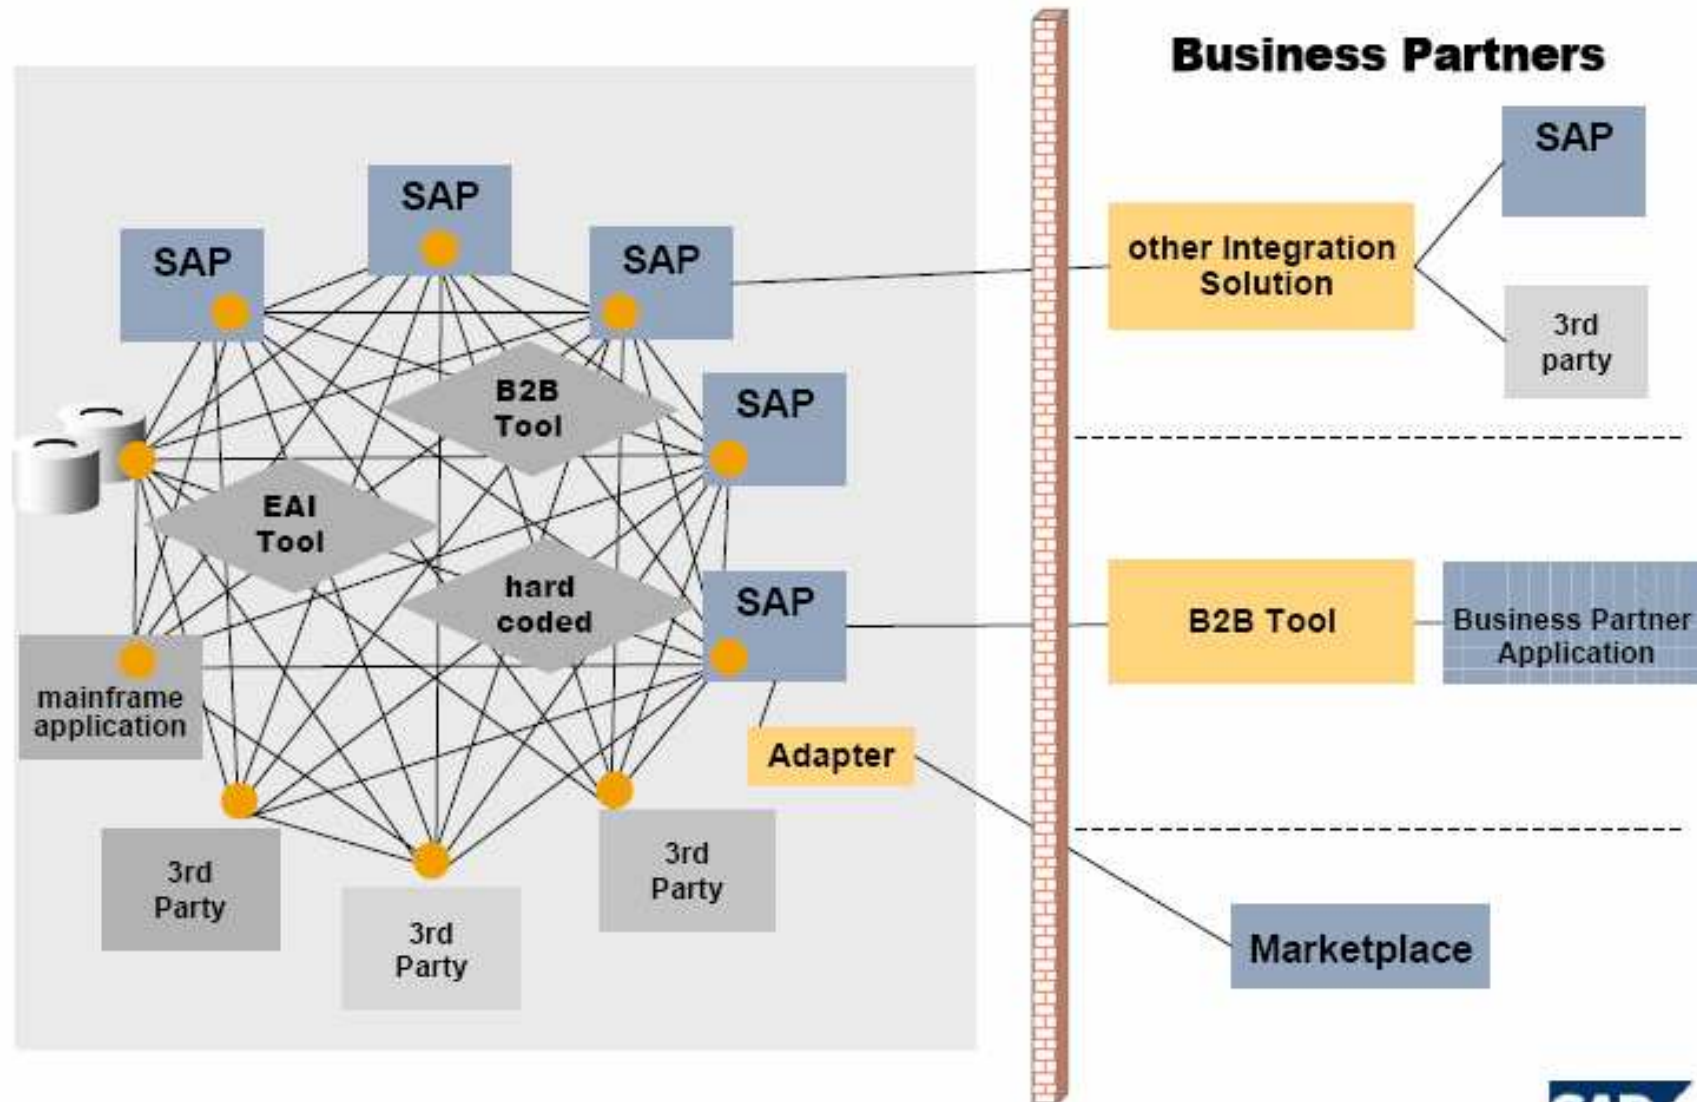 Business Partners
SAP
SAP
SAP
SAP
SAP
B2B
Tool
EAI
Tool
hard
coded
mainframe
application
3rd
Party
3rd
Party
3rd
Party
Adapter
other Integration
Solution
SAP
3rd
party
B2B Tool
Business Partner
Application
Marketplace
SAP